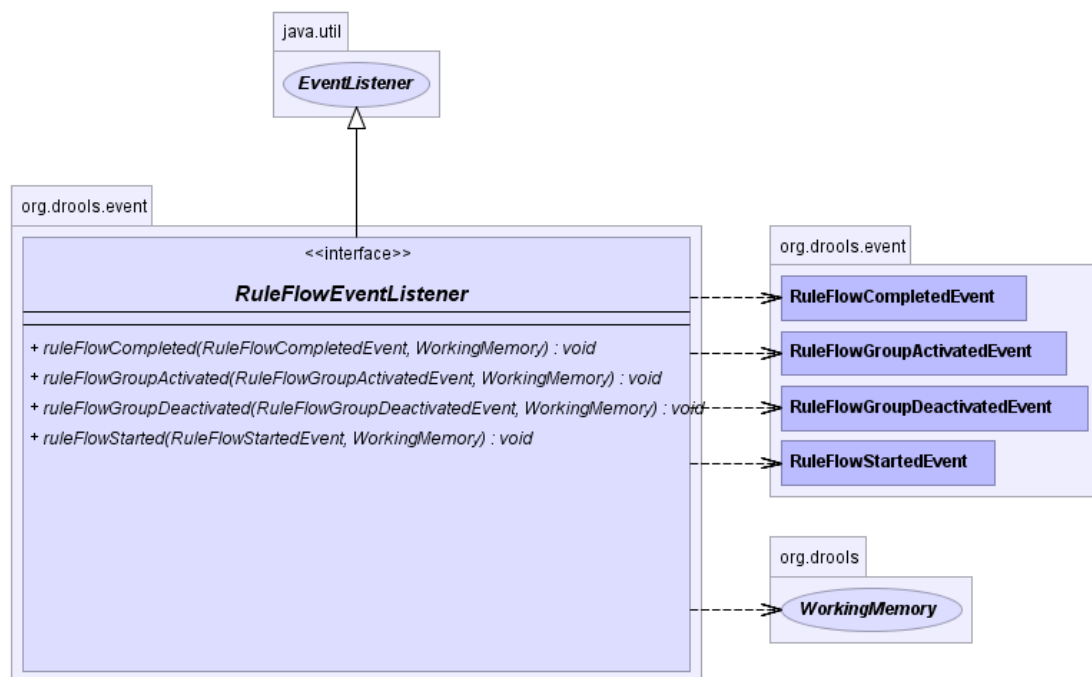 java.util
EventListener
org.drools.event
<<interface>>
RuleFlowEventListener
+ ruleFlowCompleted(RuleFlowCompletedEvent, WorkingMemory) : void
+ ruleFlowGroupActivated(RuleFlowGroupActivatedEvent, WorkingMemory) : void
+ ruleFlowGroupDeactivated(RuleFlowGroupDeactivatedEvent, WorkingMemory) : void
+ ruleFlowStarted(RuleFlowStartedEvent, WorkingMemory) : void
org.drools.event
RuleFlowCompletedEvent
RuleFlowGroupActivatedEvent
RuleFlowGroupDeactivatedEvent
RuleFlowStartedEvent
org.drools
WorkingMemory